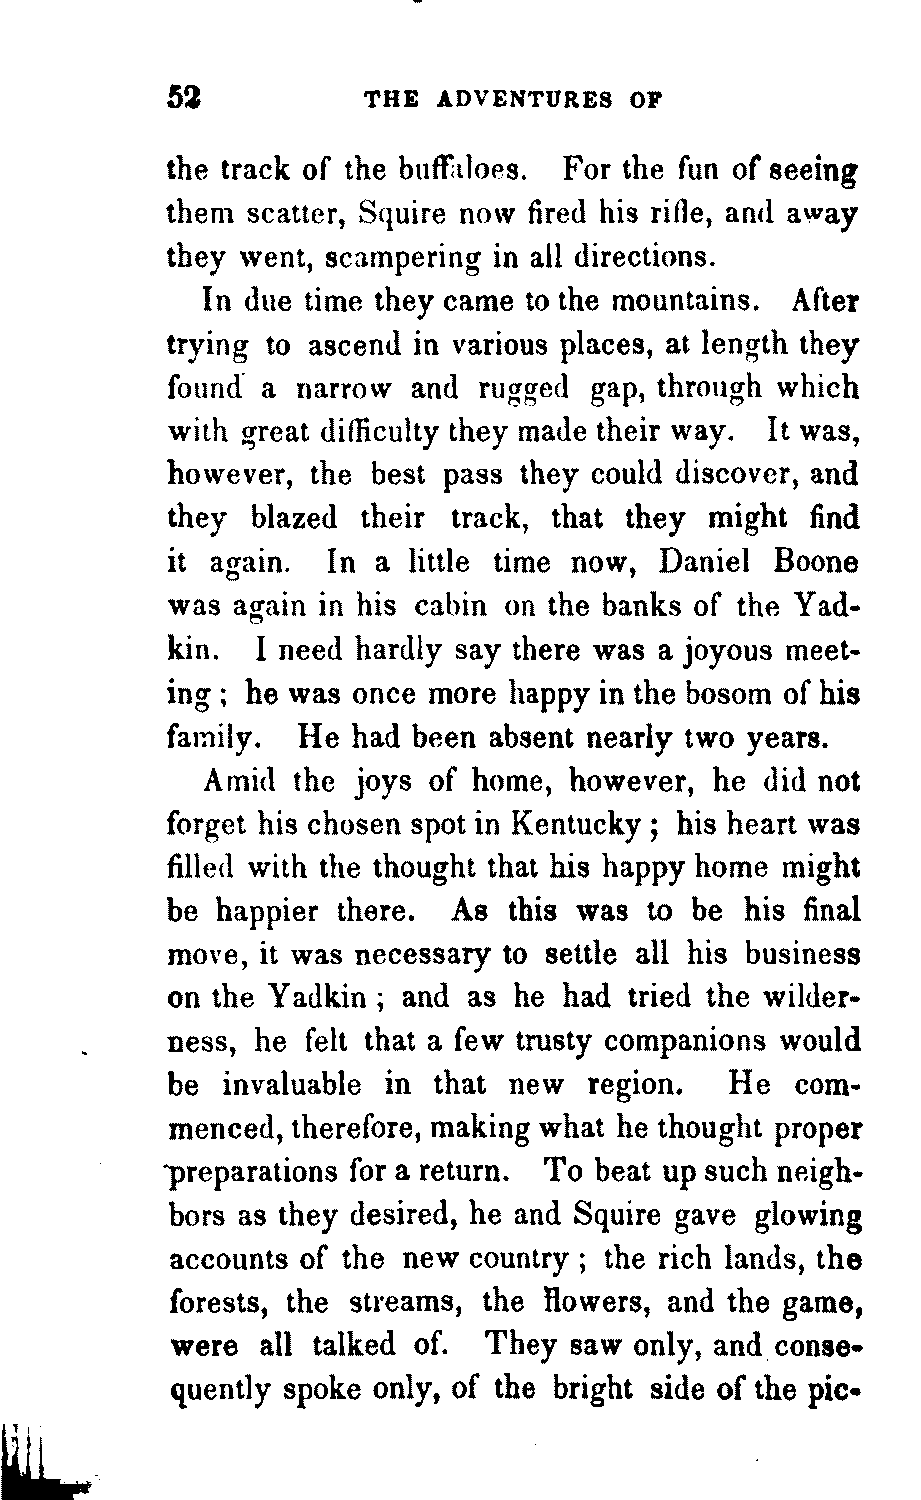 52 THE ADVENTURES OF
the track of the buffaloes. For the fun of seeing
them scatter, Squire now fired his rifle, and away
they went, scampering in all directions.
In due time they came to the mountains. After
trying to ascend in various places, at length they
found a narrow and rugged gap, through which
with great difficulty they made their way. It was,
however, the best pass they could discover, and
they blazed their track, that they might find
it again. In a little time now, Daniel Boone
was again in his cabin on the banks of the Yad-
kin. I need hardly say there was a joyous meet-
ing; he was once more happy in the bosom of his
family. He had been absent nearly two years.
Amid the joys of home, however, he did not
forget his chosen spot in Kentucky; his heart was
filled with the thought that his happy home might
be happier there. As this was to be his final
move, it was necessary to settle all his business
on the Yadkin; and as he had tried the wilder-
ness, he felt that a few trusty companions would
be invaluable in that new region. He com-
menced, therefore, making what he thought proper
preparations for a return. To beat up such neigh-
bors as they desired, he and Squire gave glowing
accounts of the new country; the rich lands, the
forests, the streams, the flowers, and the game,
were all talked of. They saw only, and conse-
quently spoke only, of the bright side of the pic-